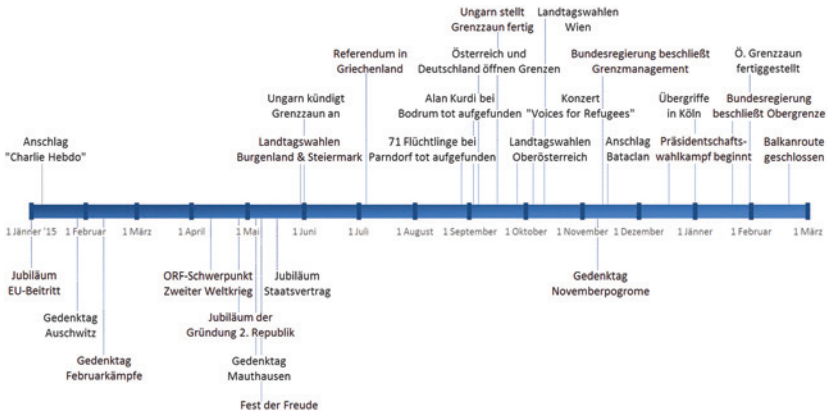 Ungarn stellt
Grenzzaun fertig
Landtagswahlen
Wien
Referendum in
Griechenland
Österreich und
Deutschland öffnen Grenzen
Bundesregierung beschließt
Grenzmanagement
Ö. Grenzzaun
fertiggestellt
Ungarn kündigt
Grenzzaun an
Alan Kurdi bei
Bodrum tot aufgefunden
Konzert
"Voices for Refugees"
Übergriffe
in Köln
Bundesregierung
beschließt Obergrenze
Anschlag
"Charlie Hebdo"
Landtagswahlen
Burgenland & Steiermark
71 Flüchtlinge bei
Parndorf tot aufgefunden
Landtagswahlen
Oberösterreich
Anschlag
Bataclan
Präsidentschafts-
wahlkampf beginnt
Balkanroute
geschlossen
1 Jänner '15
1 Februar
1 März
1 April
1 Mai
1 Juni
1 Juli
1 August
1 September
1 Oktober
1 November
1 Dezember
1 Jänner
1 Februar
1 März
Jubiläum
EU-Beitritt
ORF-Schwerpunkt
Zweiter Weltkrieg
Jubiläum
Staatsvertrag
Gedenktag
Novemberpogrome
Gedenktag
Auschwitz
Jubiläum der
Gründung 2. Republik
Gedenktag
Februarkämpfe
Gedenktag
Mauthausen
Fest der Freude